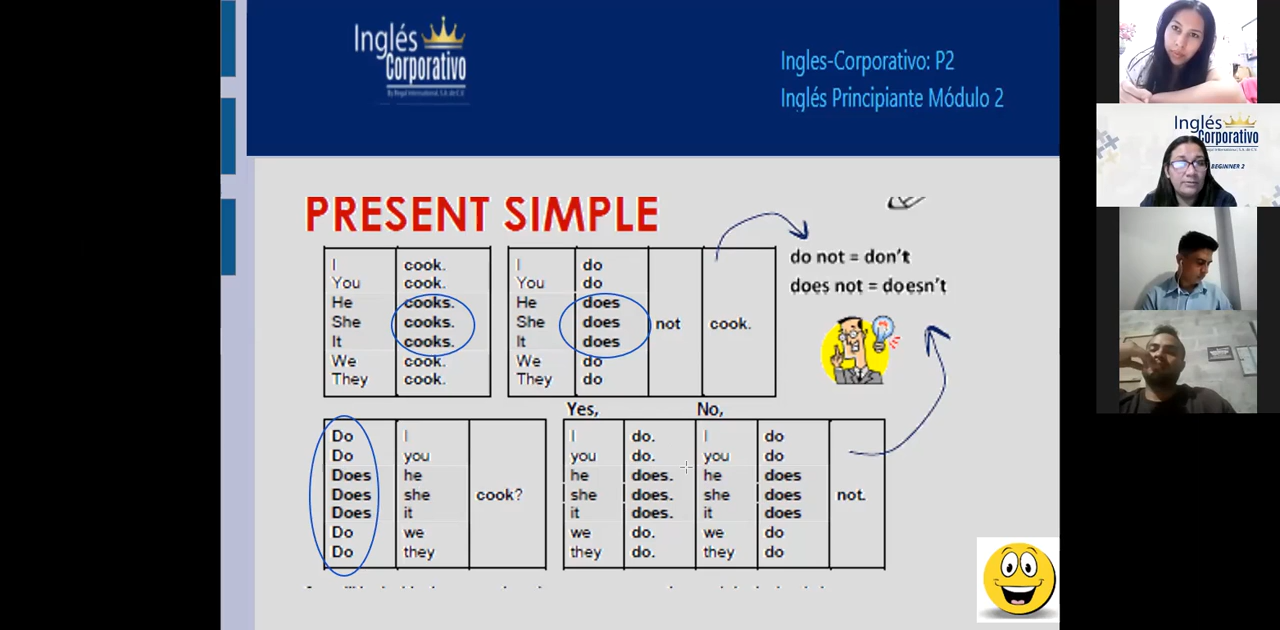 Inglés
Corporativo
Ingles-Corporativo: P2
Inglés Principiante Módulo 2
PRESENT SIMPLE
I cook.
You cook.
He cooks.
She cooks.
It cooks.
We cook.
They cook.
I do
You do
He does
She does
It does
We do
They do
not
cook.
do not = don't
does not = doesn't
Do I
Do you
Does he
Does she
Does it
Do we
Do they
cook?
Yes,
I do.
you do.
he does.
she does.
it does.
we do.
they do.
No,
I do
you do
he does
she does
it does
we do
they do
not.
Inglés
Corporativo
BEGINNER 2